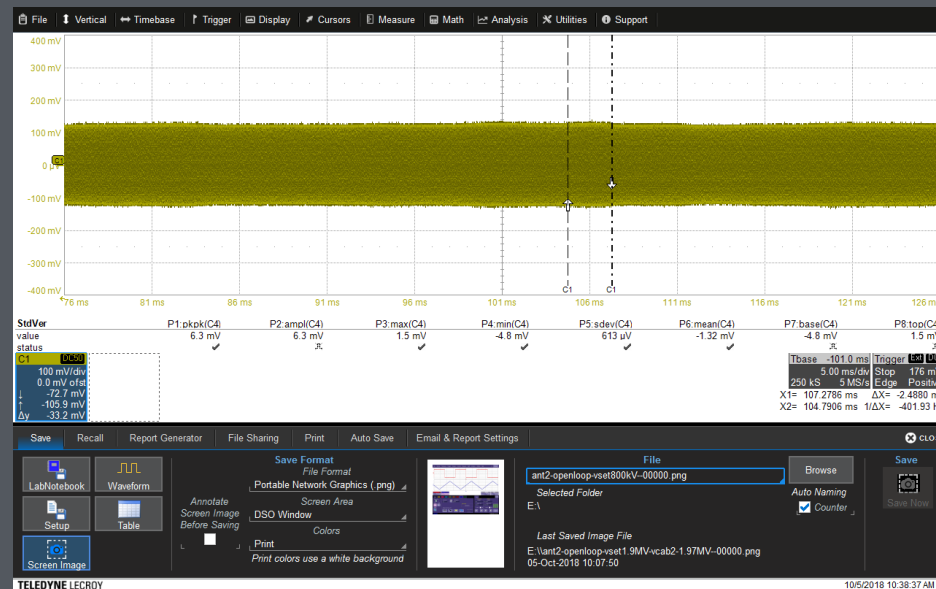 File Vertical Timebase Trigger Display Cursors Measure Math Analysis Utilities Support
400 mV
300 mV
200 mV
100 mV
C1
-100 mV
-200 mV
-300 mV
-400 mV
C1 C1
76 ms 81 ms 86 ms 91 ms 96 ms 101 ms 106 ms 111 ms 116 ms 121 ms 126 m
StdVer P1:pkpk(C4) P2:ampl(C4) P3:max(C4) P4:min(C4) P5:sdev(C4) P6:mean(C4) P7:base(C4) P8:top(C4)
value 6.3 mV 6.3 mV 1.5 mV -4.8 mV 613 µV -1.32 mV -4.8 mV 1.5 m
status
C1 DC50
100 mV/div
0.0 mV ofst
↓ -72.7 mV
↑ -105.9 mV
Δy -33.2 mV
Tbase -101.0 ms Trigger Ext
5.00 ms/div Stop 176 m
250 kS 5 MS/s Edge Positiv
X1= 107.2786 ms ΔX= -2.4880 m
X2= 104.7906 ms 1/ΔX= -401.93 H
Save Recall Report Generator File Sharing Print Auto Save Email & Report Settings CLO
LabNotebook Waveform
Setup Table
Screen Image
Annotate
Screen Image
Before Saving
Save Format
File Format
Portable Network Graphics (.png)
Screen Area
DSO Window
Colors
Print
Print colors use a white background
File
ant2-openloop-vset800kV--00000.png
Selected Folder
E:\
Last Saved Image File
E:\\ant2-openloop-vset1.9MV-vcab2-1.97MV--00000.png
05-Oct-2018 10:07:50
Browse
Auto Naming
Counter
Save
Save Now
TELEDYNE LECROY 10/5/2018 10:38:37 AM